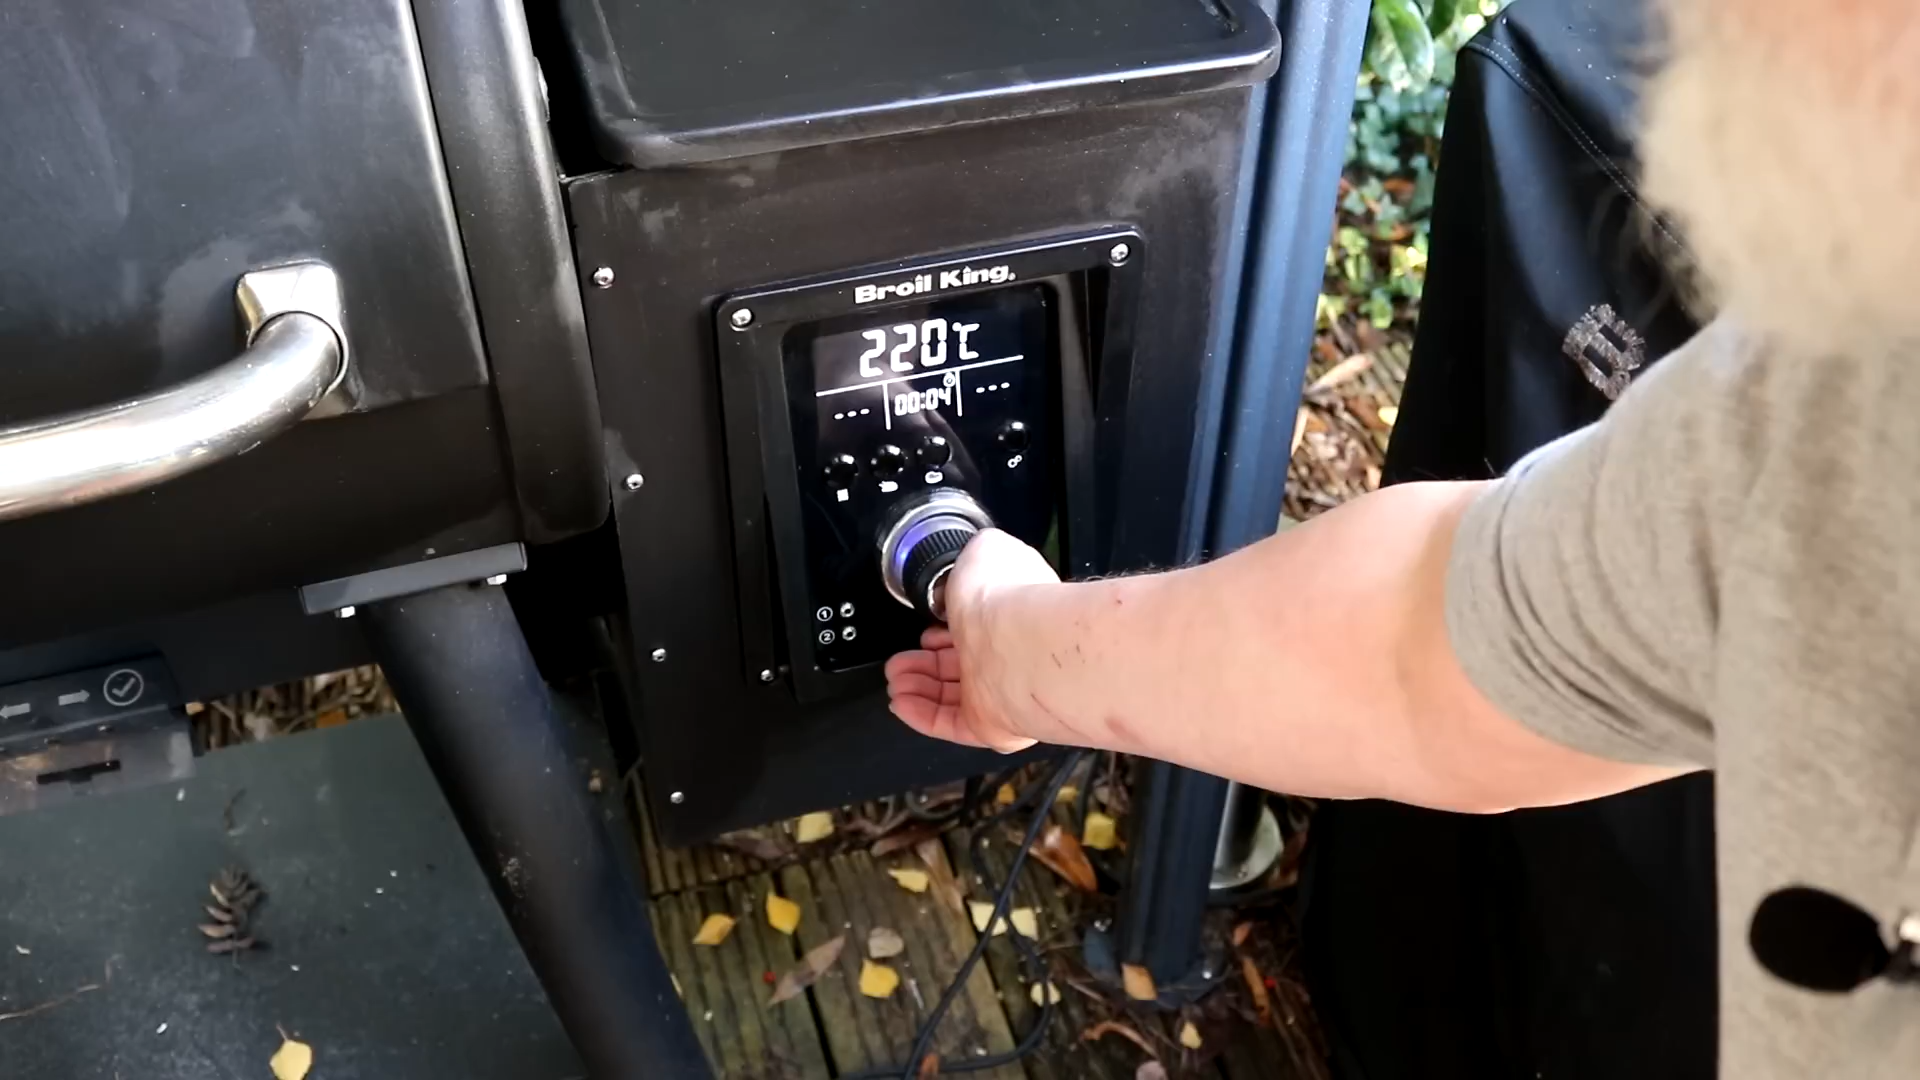 Broil King.
220℃
--- 00:04 ---
1
2